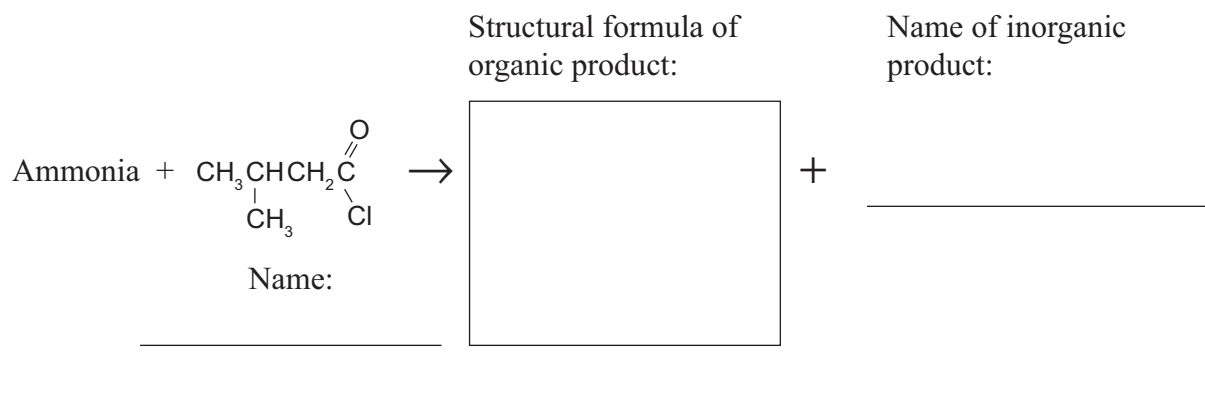 Structural formula of
organic product:
Name of inorganic
product:
O
Ammonia + CH₃CHCH₂C → +
CH₃ Cl
Name: